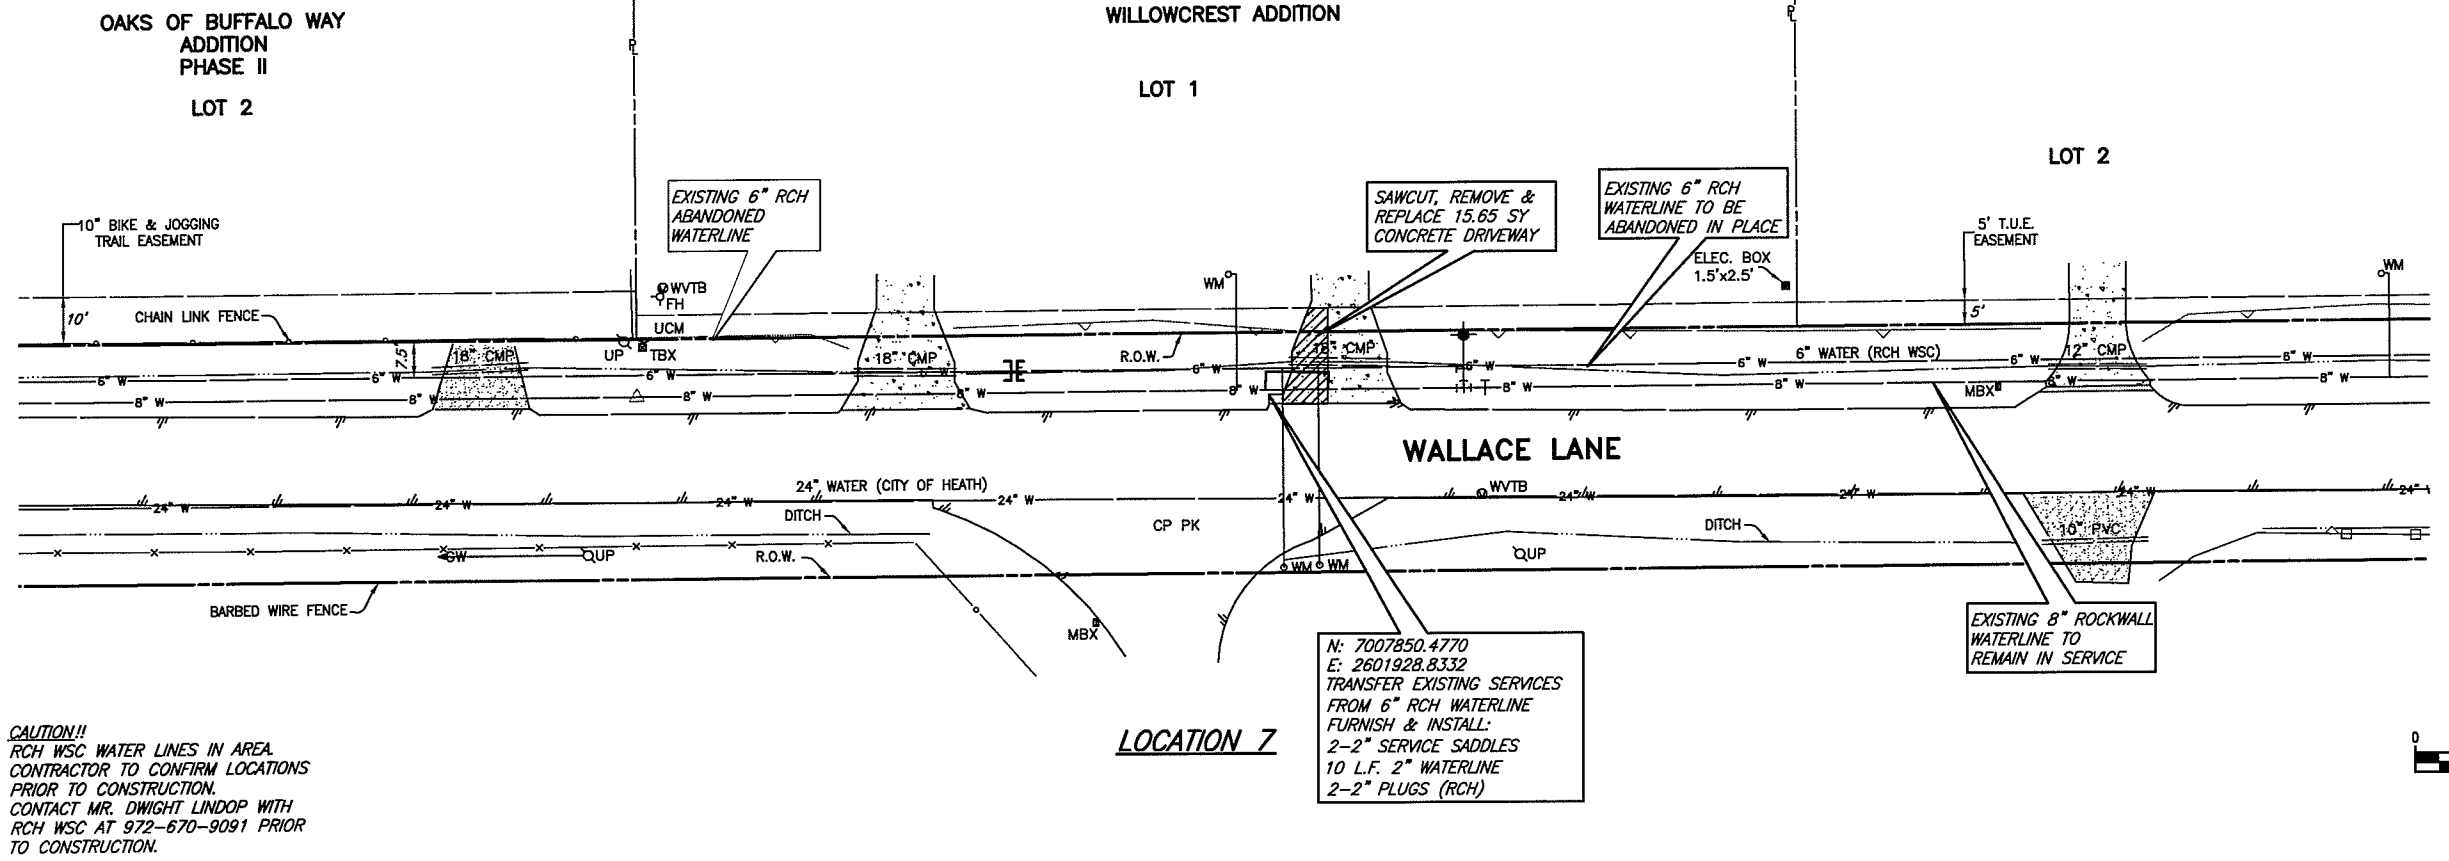 OAKS OF BUFFALO WAY
ADDITION
PHASE II
LOT 2
WILLOWCREST ADDITION
LOT 1
LOT 2
PL
PL
EXISTING 6" RCH
ABANDONED
WATERLINE
SAWCUT, REMOVE &
REPLACE 15.65 SY
CONCRETE DRIVEWAY
EXISTING 6" RCH
WATERLINE TO BE
ABANDONED IN PLACE
10" BIKE & JOGGING
TRAIL EASEMENT
5' T.U.E.
EASEMENT
ELEC. BOX
1.5'x2.5'
WM
WM
WVTB
FH
10'
CHAIN LINK FENCE
UCM
UP
TBX
5'
7.5'
18" CMP
18" CMP
R.O.W.
18" CMP
6" WATER (RCH WSC)
12" CMP
6" W
6" W
6" W
6" W
6" W
6" W
6" W
6" W
6" W
8" W
8" W
8" W
8" W
8" W
8" W
8" W
8" W
8" W
MBX
WALLACE LANE
24" WATER (CITY OF HEATH)
24" W
24" W
24" W
24" W
24" W
24" W
24" W
24" W
24"
WVTB
DITCH
CP PK
DITCH
10" PVC
GW
UP
R.O.W.
UP
WM
WM
BARBED WIRE FENCE
MBX
N: 7007850.4770
E: 2601928.8332
TRANSFER EXISTING SERVICES
FROM 6" RCH WATERLINE
FURNISH & INSTALL:
2-2" SERVICE SADDLES
10 L.F. 2" WATERLINE
2-2" PLUGS (RCH)
EXISTING 8" ROCKWALL
WATERLINE TO
REMAIN IN SERVICE
LOCATION 7
CAUTION!!
RCH WSC WATER LINES IN AREA.
CONTRACTOR TO CONFIRM LOCATIONS
PRIOR TO CONSTRUCTION.
CONTACT MR. DWIGHT LINDOP WITH
RCH WSC AT 972-670-9091 PRIOR
TO CONSTRUCTION.
0